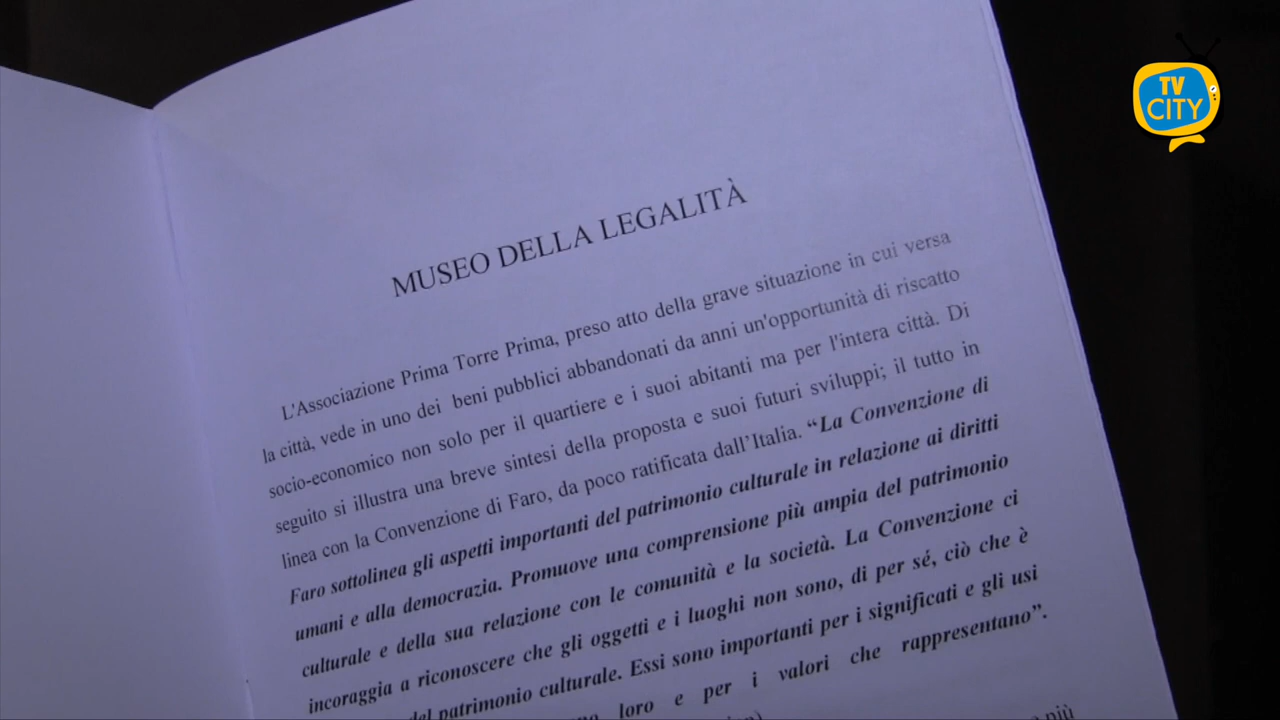 TV
CITY
MUSEO DELLA LEGALITÀ
L'Associazione Prima Torre Prima, preso atto della grave situazione in cui versa
la città, vede in uno dei beni pubblici abbandonati da anni un'opportunità di riscatto
socio-economico non solo per il quartiere e i suoi abitanti ma per l'intera città. Di
seguito si illustra una breve sintesi della proposta e suoi futuri sviluppi; il tutto in
linea con la Convenzione di Faro, da poco ratificata dall'Italia. “La Convenzione di
Faro sottolinea gli aspetti importanti del patrimonio culturale in relazione ai diritti
umani e alla democrazia. Promuove una comprensione più ampia del patrimonio
culturale e della sua relazione con le comunità e la società. La Convenzione ci
incoraggia a riconoscere che gli oggetti e i luoghi non sono, di per sé, ciò che è
del patrimonio culturale. Essi sono importanti per i significati e gli usi
loro e per i valori che rappresentano”.
più